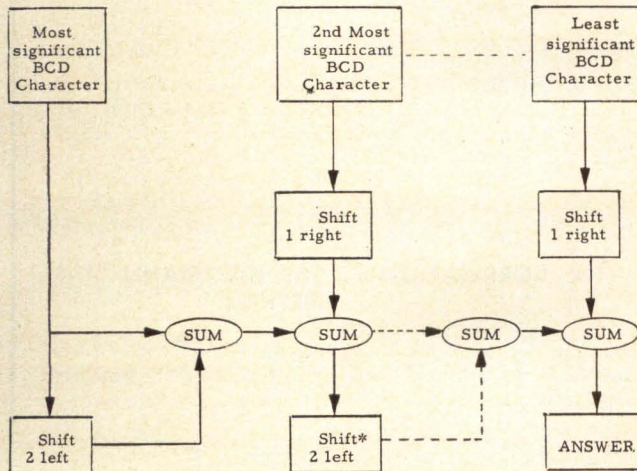 Most
significant
BCD
Character
2nd Most
significant
BCD
Character
Least
significant
BCD
Character
Shift
1 right
Shift
1 right
SUM
SUM
SUM
SUM
Shift
2 left
Shift*
2 left
ANSWER